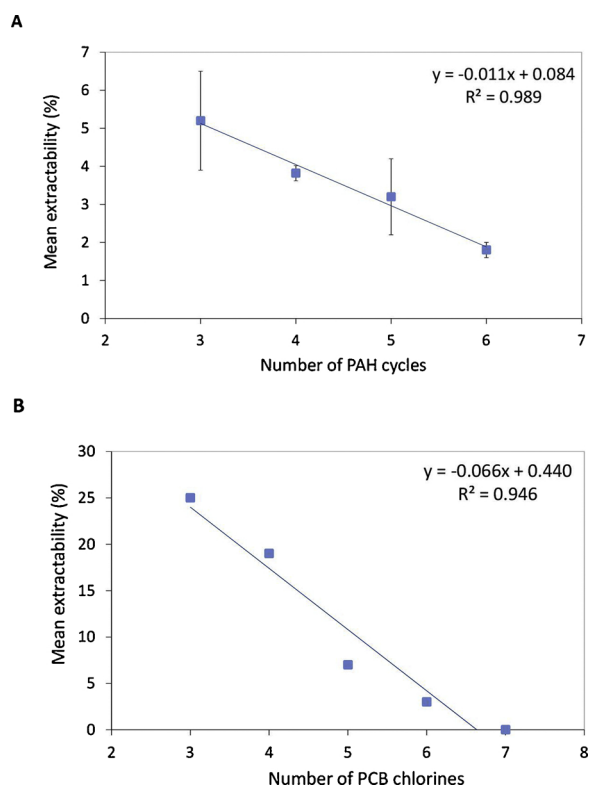 A
7
y = -0.011x + 0.084
6
R² = 0.989
5
4
3
2
1
0
2 3 4 5 6 7
Mean extractability (%)
Number of PAH cycles
B
30
y = -0.066x + 0.440
25
R² = 0.946
20
15
10
5
0
2 3 4 5 6 7 8
Mean extractability (%)
Number of PCB chlorines